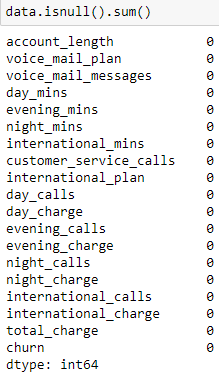 data.isnull().sum()
account_length 0
voice_mail_plan 0
voice_mail_messages 0
day_mins 0
evening_mins 0
night_mins 0
international_mins 0
customer_service_calls 0
international_plan 0
day_calls 0
day_charge 0
evening_calls 0
evening_charge 0
night_calls 0
night_charge 0
international_calls 0
international_charge 0
total_charge 0
churn 0
dtype: int64